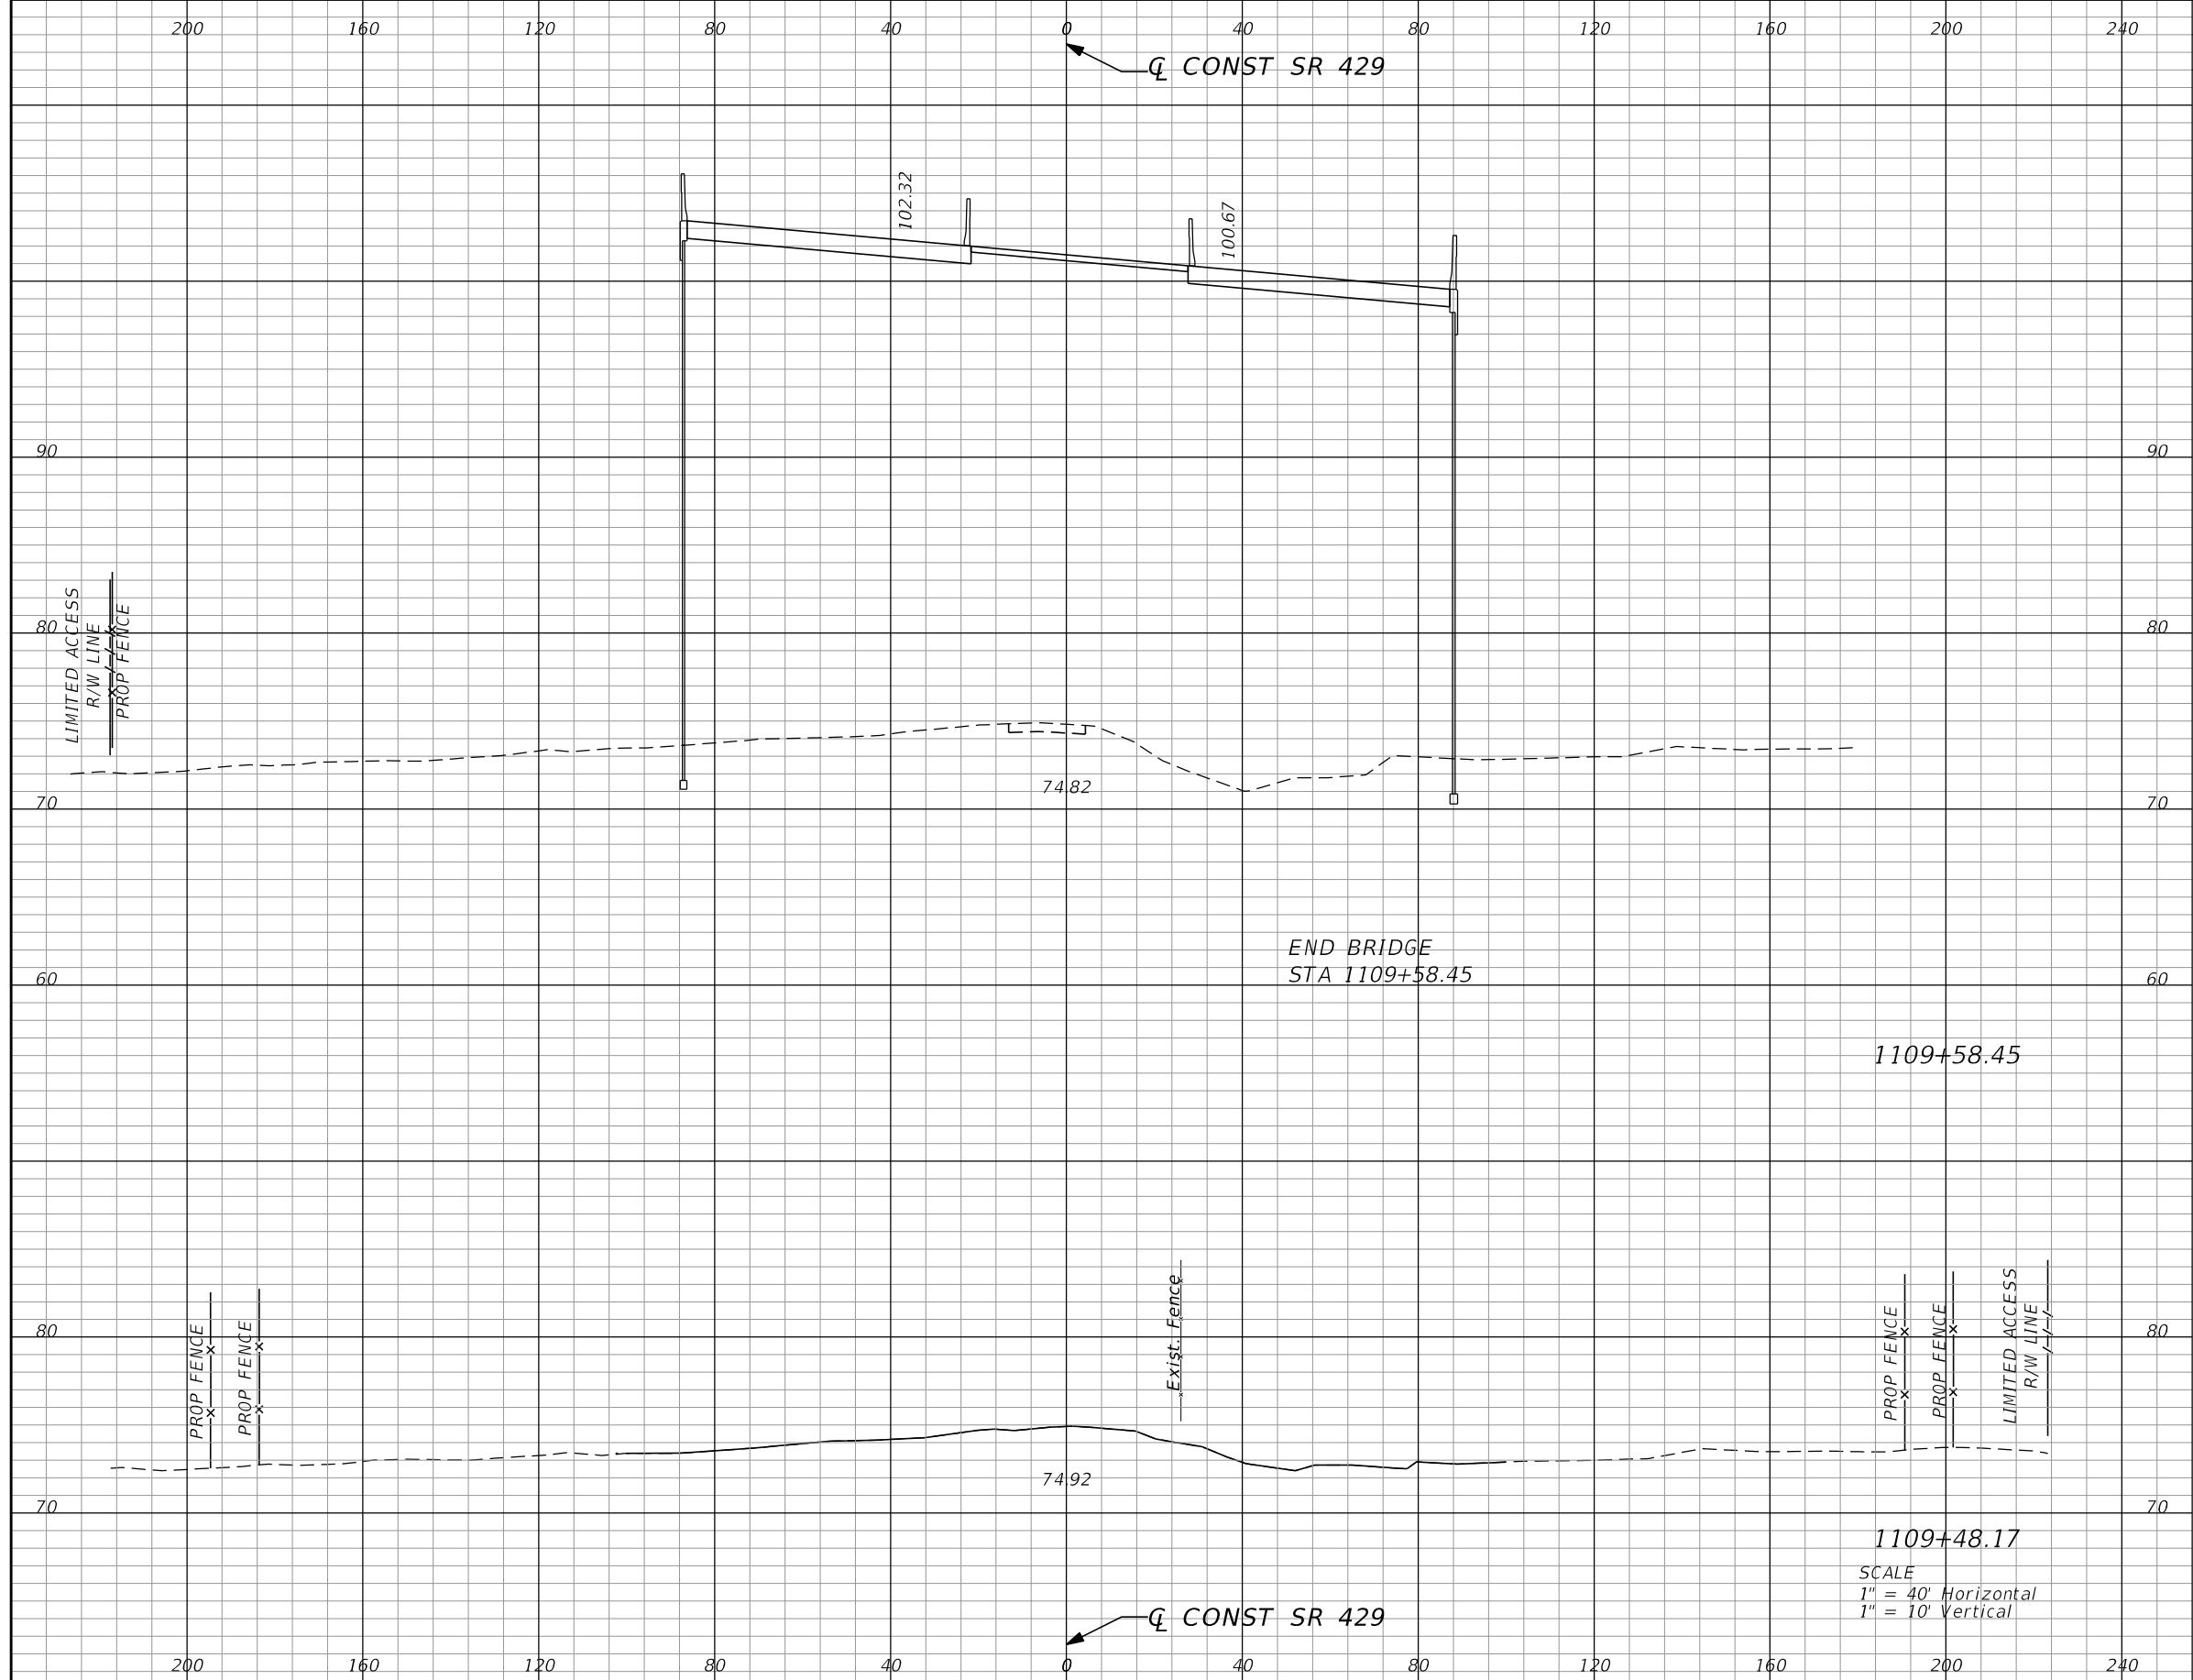 200 160 120 80 40 0 40 80 120 160 200 240
℄ CONST SR 429
102.32
100.67
90 90
LIMITED ACCESS
R/W LINE
PROP FENCE
80 80
74.82
70 70
END BRIDGE
STA 1109+58.45
60 60
1109+58.45
PROP FENCE
PROP FENCE
Exist. Fence
PROP FENCE
PROP FENCE
LIMITED ACCESS
R/W LINE
80 80
74.92
70 70
1109+48.17
SCALE
1" = 40' Horizontal
1" = 10' Vertical
℄ CONST SR 429
200 160 120 80 40 0 40 80 120 160 200 240